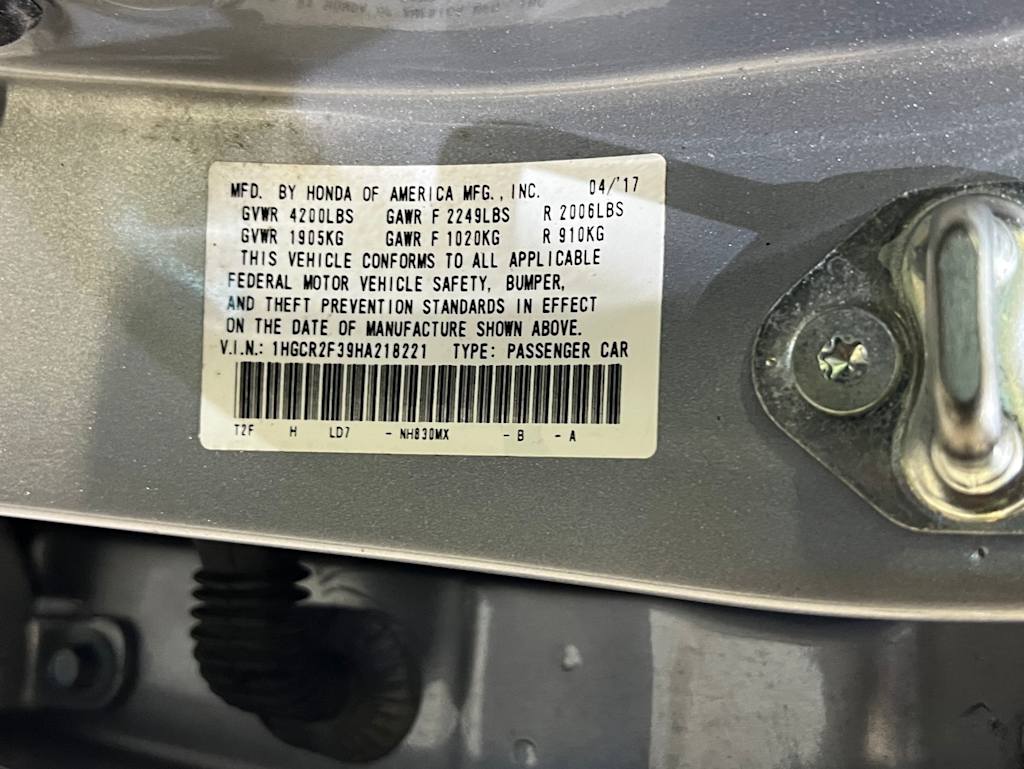 MFD. BY HONDA OF AMERICA MFG., INC. 04/'17
GVWR 4200LBS GAWR F 2249LBS R 2006LBS
GVWR 1905KG GAWR F 1020KG R 910KG
THIS VEHICLE CONFORMS TO ALL APPLICABLE
FEDERAL MOTOR VEHICLE SAFETY, BUMPER,
AND THEFT PREVENTION STANDARDS IN EFFECT
ON THE DATE OF MANUFACTURE SHOWN ABOVE.
V.I.N.: 1HGCR2F39HA218221 TYPE: PASSENGER CAR
T2F H LD7 - NH830MX - B - A